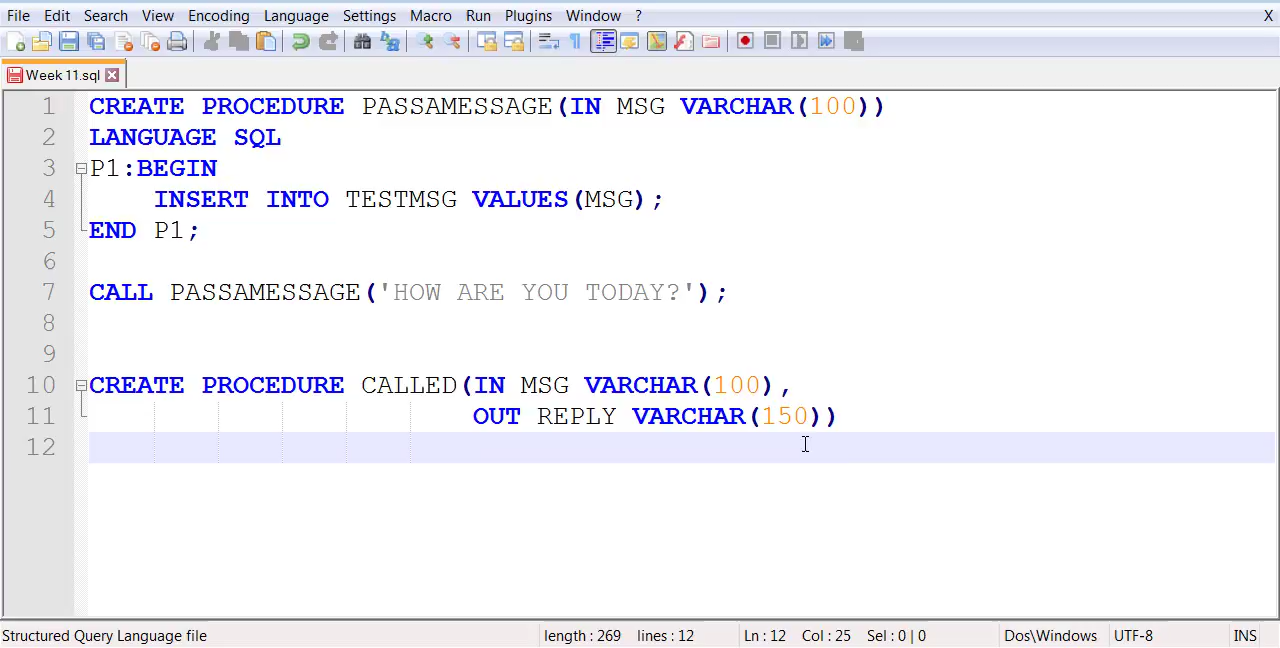 File Edit Search View Encoding Language Settings Macro Run Plugins Window ? X
Week 11.sql
1 CREATE PROCEDURE PASSAMESSAGE(IN MSG VARCHAR(100))
2 LANGUAGE SQL
3 P1:BEGIN
4 INSERT INTO TESTMSG VALUES(MSG);
5 END P1;
6
7 CALL PASSAMESSAGE('HOW ARE YOU TODAY?');
8
9
10 CREATE PROCEDURE CALLED(IN MSG VARCHAR(100),
11 OUT REPLY VARCHAR(150))
12
Structured Query Language file length : 269 lines : 12 Ln : 12 Col : 25 Sel : 0 | 0 Dos\Windows UTF-8 INS